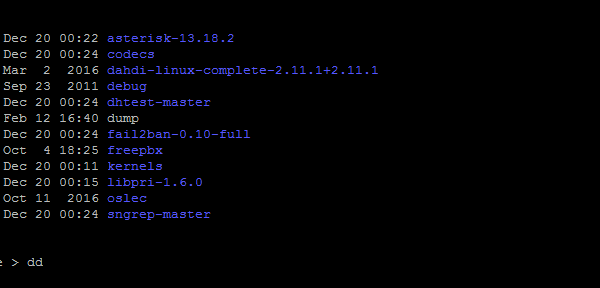 Dec 20 00:22 asterisk-13.18.2
Dec 20 00:24 codecs
Mar  2  2016 dahdi-linux-complete-2.11.1+2.11.1
Sep 23  2011 debug
Dec 20 00:24 dhtest-master
Feb 12 16:40 dump
Dec 20 00:24 fail2ban-0.10-full
Oct  4 18:25 freepbx
Dec 20 00:11 kernels
Dec 20 00:15 libpri-1.6.0
Oct 11  2016 oslec
Dec 20 00:24 sngrep-master
e > dd